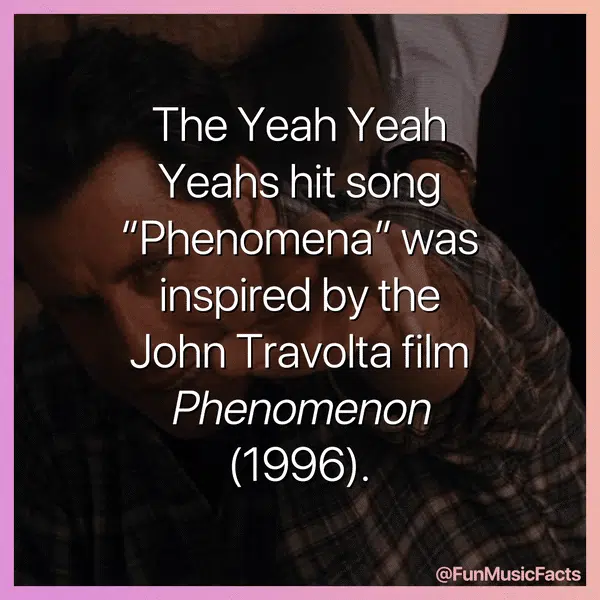 The Yeah Yeah
Yeahs hit song
“Phenomena” was
inspired by the
John Travolta film
Phenomenon
(1996).
@FunMusicFacts